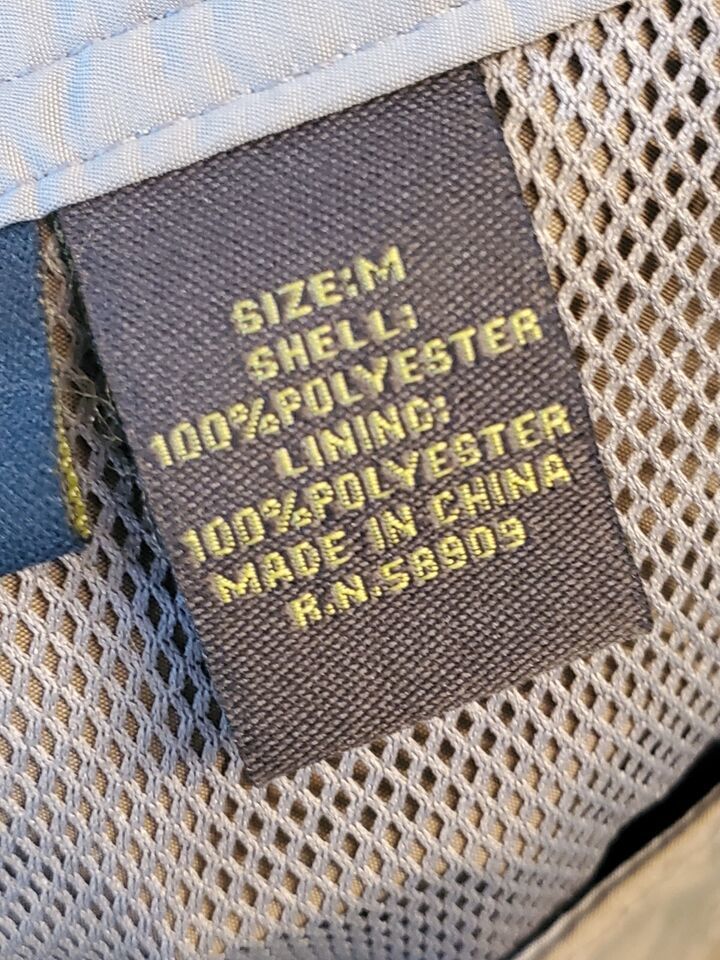 SIZE:M
SHELL:
100%POLYESTER
LINING:
100%POLYESTER
MADE IN CHINA
R.N.58909